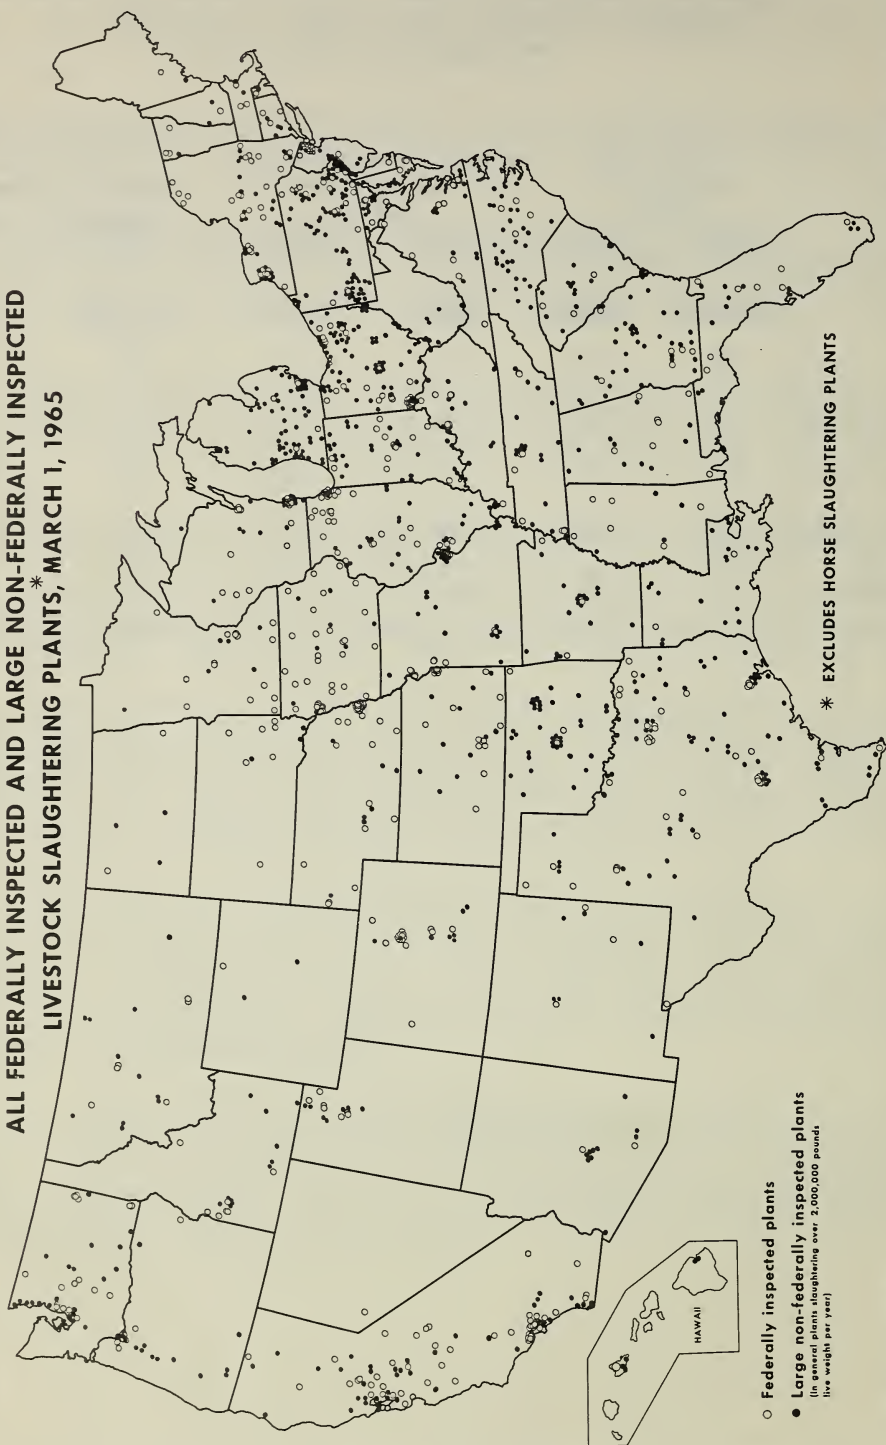 ALL FEDERALLY INSPECTED AND LARGE NON-FEDERALLY INSPECTED
LIVESTOCK SLAUGHTERING PLANTS,* MARCH 1, 1965
* EXCLUDES HORSE SLAUGHTERING PLANTS
HAWAII
○ Federally inspected plants
● Large non-federally inspected plants
(In general plants slaughtering over 2,000,000 pounds
live weight per year)